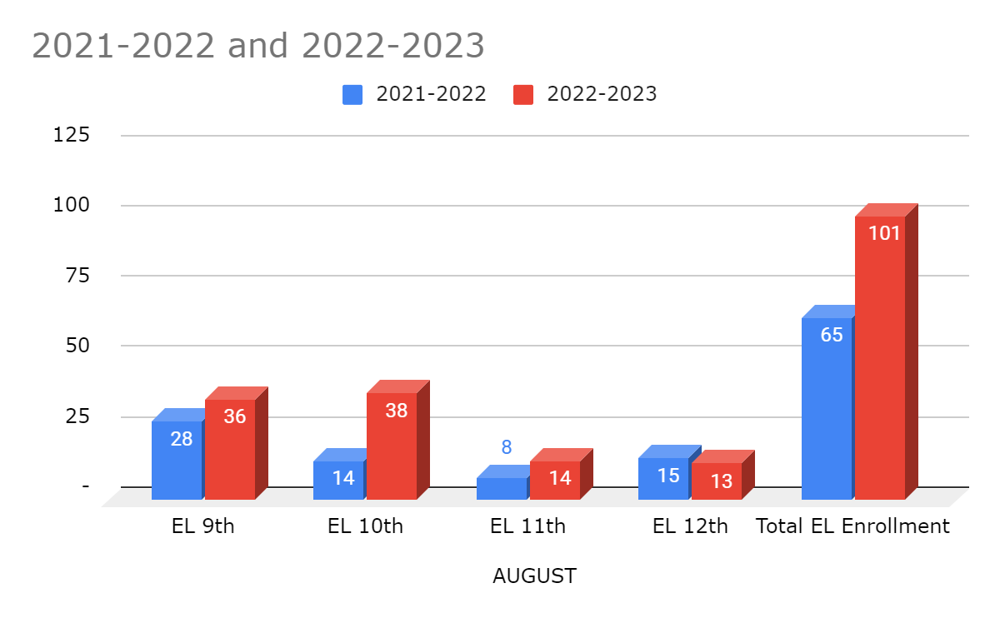 2021-2022 and 2022-2023
2021-2022 2022-2023
125
100
75
50
25
-
28 36 14 38 8 14 15 13 65 101
EL 9th EL 10th EL 11th EL 12th Total EL Enrollment
AUGUST